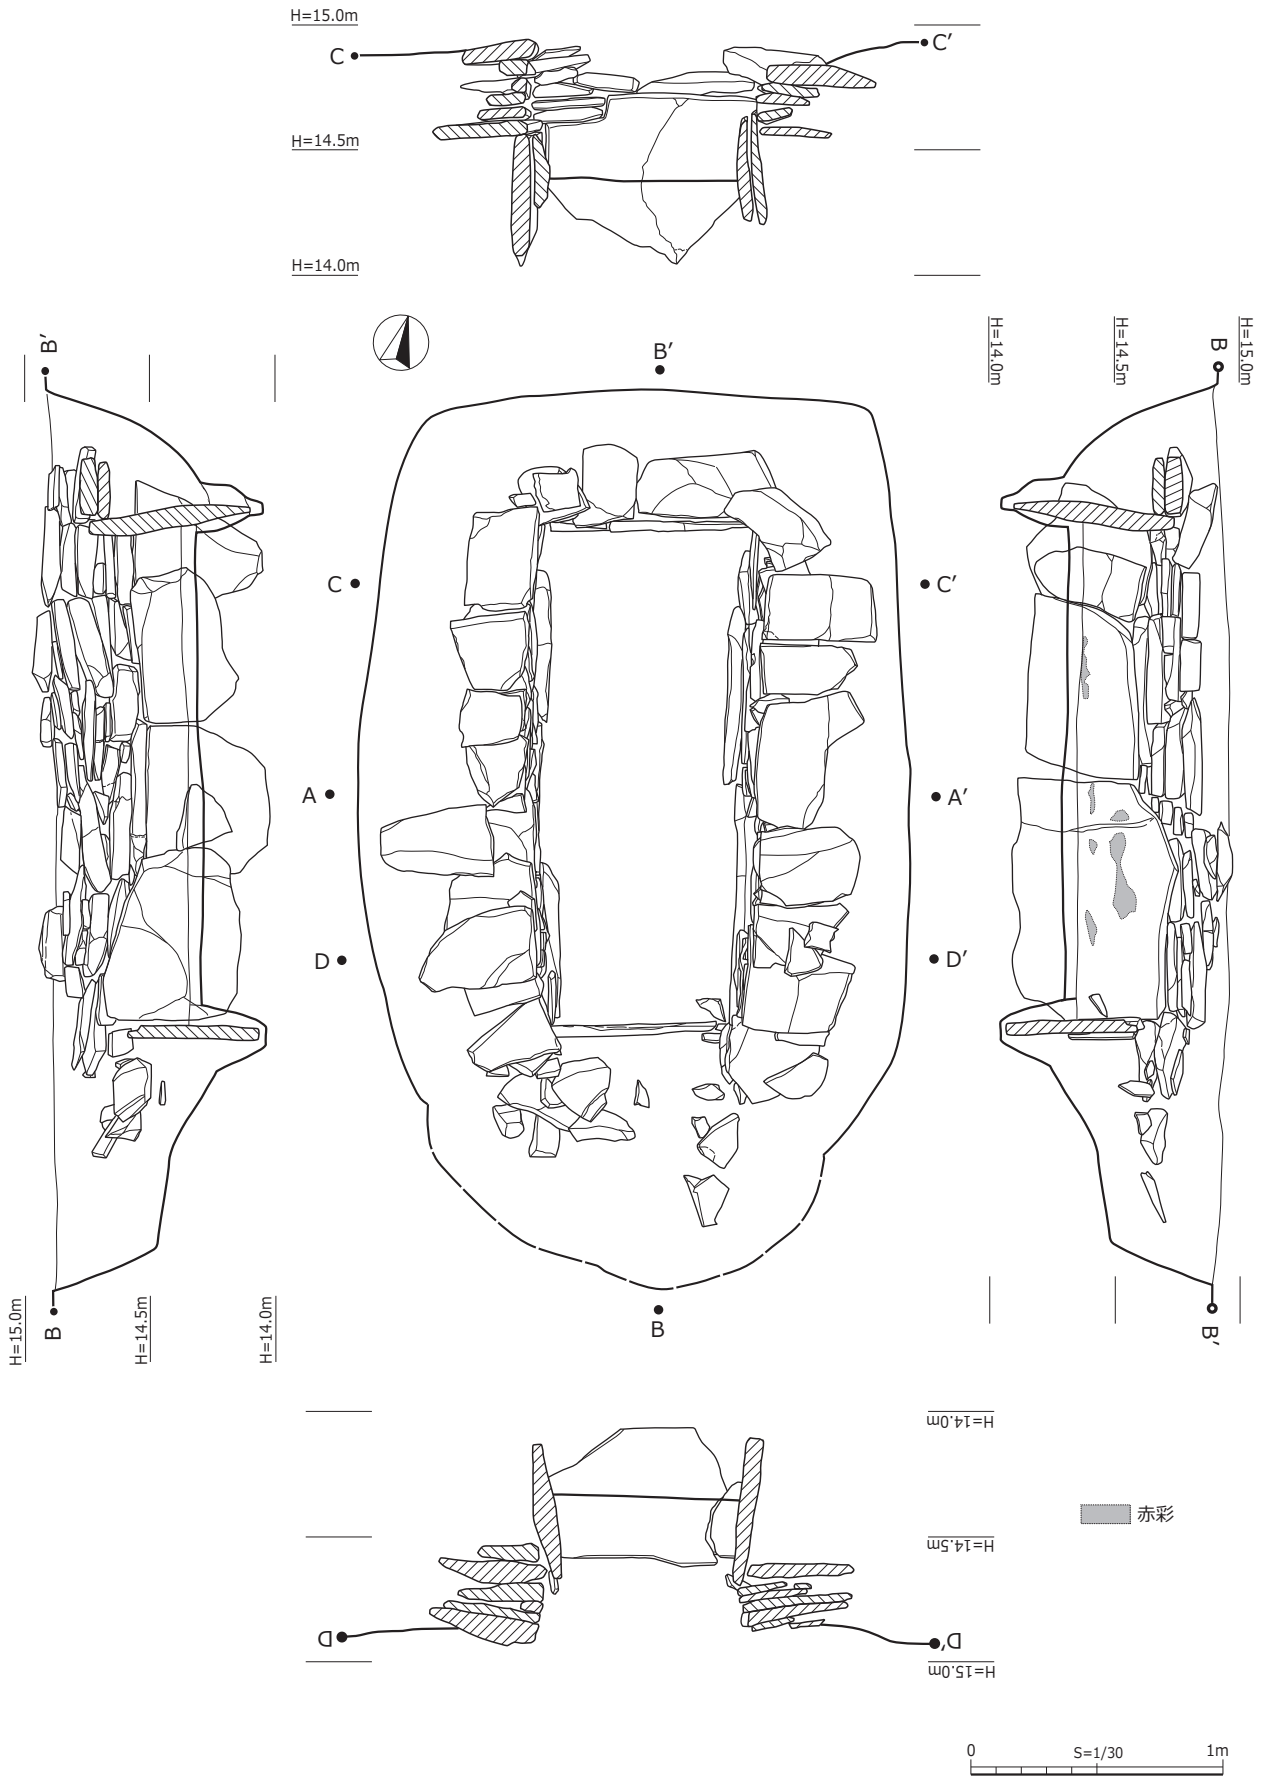 H=15.0m
C
C′
H=14.5m
H=14.0m
B′
B′
H=14.0m
H=14.5m
B
H=15.0m
C
C′
A
A′
D
D′
H=15.0m
B
H=14.5m
H=14.0m
B
B′
H=14.0m
赤彩
H=14.5m
D
D′
H=15.0m
0
S=1/30
1m